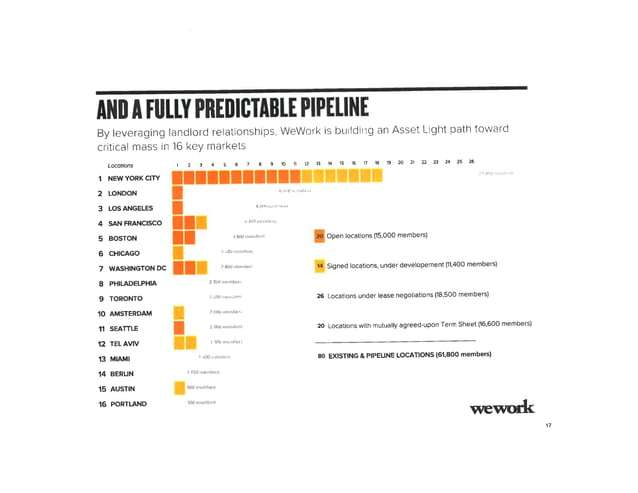 AND A FULLY PREDICTABLE PIPELINE
By leveraging landlord relationships, WeWork is building an Asset Light path toward
critical mass in 16 key markets
Locations 1 2 3 4 5 6 7 8 9 10 11 12 13 14 15 16 17 18 19 20 21 22 23 24 25 26
1 NEW YORK CITY
2 LONDON
3 LOS ANGELES
4 SAN FRANCISCO
5 BOSTON
20 Open locations (15,000 members)
6 CHICAGO
7 WASHINGTON DC
14 Signed locations, under developement (11,400 members)
8 PHILADELPHIA
9 TORONTO
26 Locations under lease negotiations (18,500 members)
10 AMSTERDAM
11 SEATTLE
20 Locations with mutually agreed-upon Term Sheet (16,600 members)
12 TEL AVIV
13 MIAMI
80 EXISTING & PIPELINE LOCATIONS (61,800 members)
14 BERLIN
15 AUSTIN
16 PORTLAND
wework
17